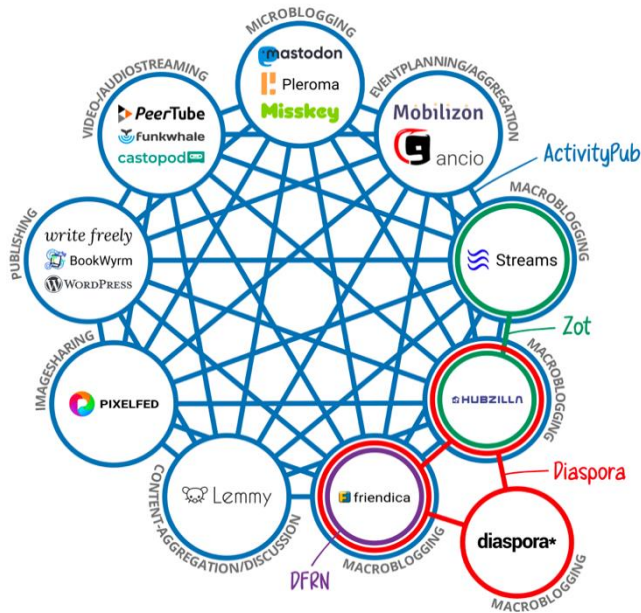 MICROBLOGGING
mastodon
Pleroma
Misskey
EVENTPLANNING/AGGREGATION
Mobilizon
gancio
VIDEO-/AUDIOSTREAMING
PeerTube
funkwhale
castopod
ActivityPub
MACROBLOGGING
Streams
PUBLISHING
write freely
BookWyrm
WORDPRESS
Zot
MACROBLOGGING
HUBZILLA
IMAGESHARING
PIXELFED
Diaspora
CONTENT-AGGREGATION/DISCUSSION
Lemmy
friendica
MACROBLOGGING
DFRN
diaspora*
MACROBLOGGING